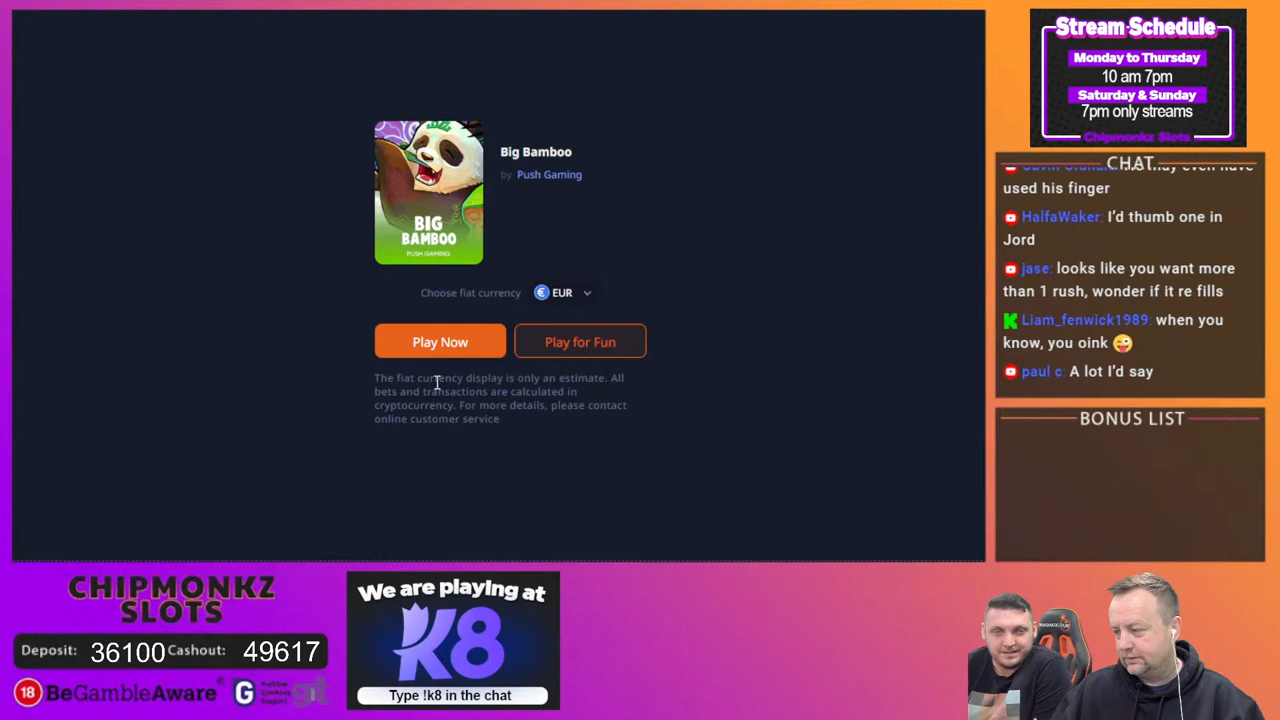 Stream Schedule
Monday to Thursday
10 am 7pm
Saturday & Sunday
7pm only streams
Chipmonkz Slots
Big Bamboo
by Push Gaming
BIG
BAMBOO
PUSH GAMING
Choose fiat currency € EUR
Play Now
Play for Fun
The fiat currency display is only an estimate. All
bets and transactions are calculated in
cryptocurrency. For more details, please contact
online customer service
CHAT
used his finger
HalfaWaker: I'd thumb one in
Jord
jase: looks like you want more
than 1 rush, wonder if it re fills
Liam_fenwick1989: when you
know, you oink 😜
paul c: A lot I'd say
BONUS LIST
CHIPMONKZ
SLOTS
Deposit: 36100 Cashout: 49617
18 BeGambleAware
We are playing at
K8
Type !k8 in the chat